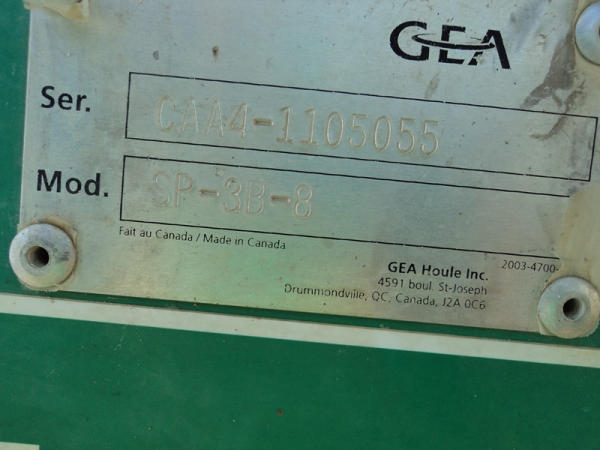 GEA
Ser. CAA4-1105055
Mod. SP-3B-8
Fait au Canada / Made in Canada
2003-4700-
GEA Houle Inc.
4591 boul. St-Joseph
Drummondville, QC, Canada, J2A 0C6